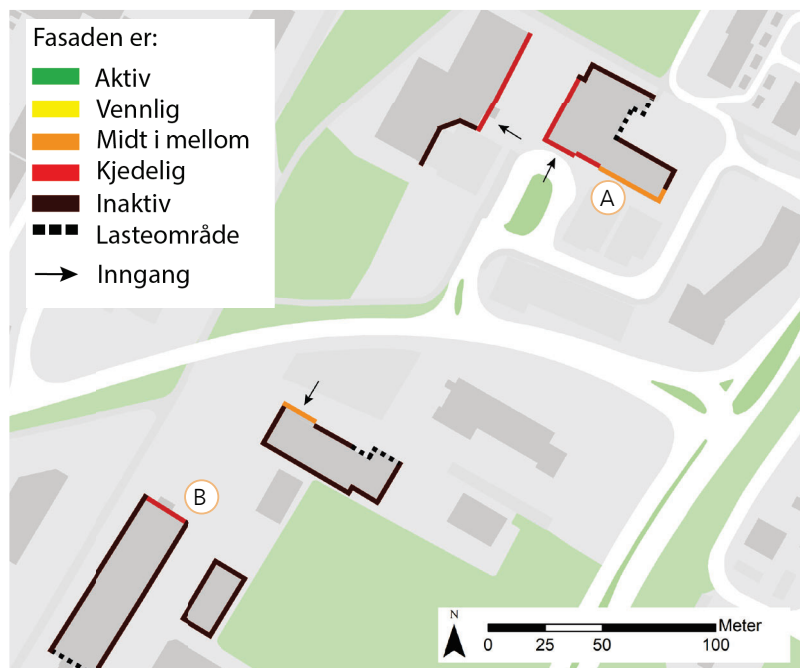 Fasaden er:
Aktiv
Vennlig
Midt i mellom
Kjedelig
Inaktiv
Lasteområde
Inngang
A
B
N
Meter
0 25 50 100